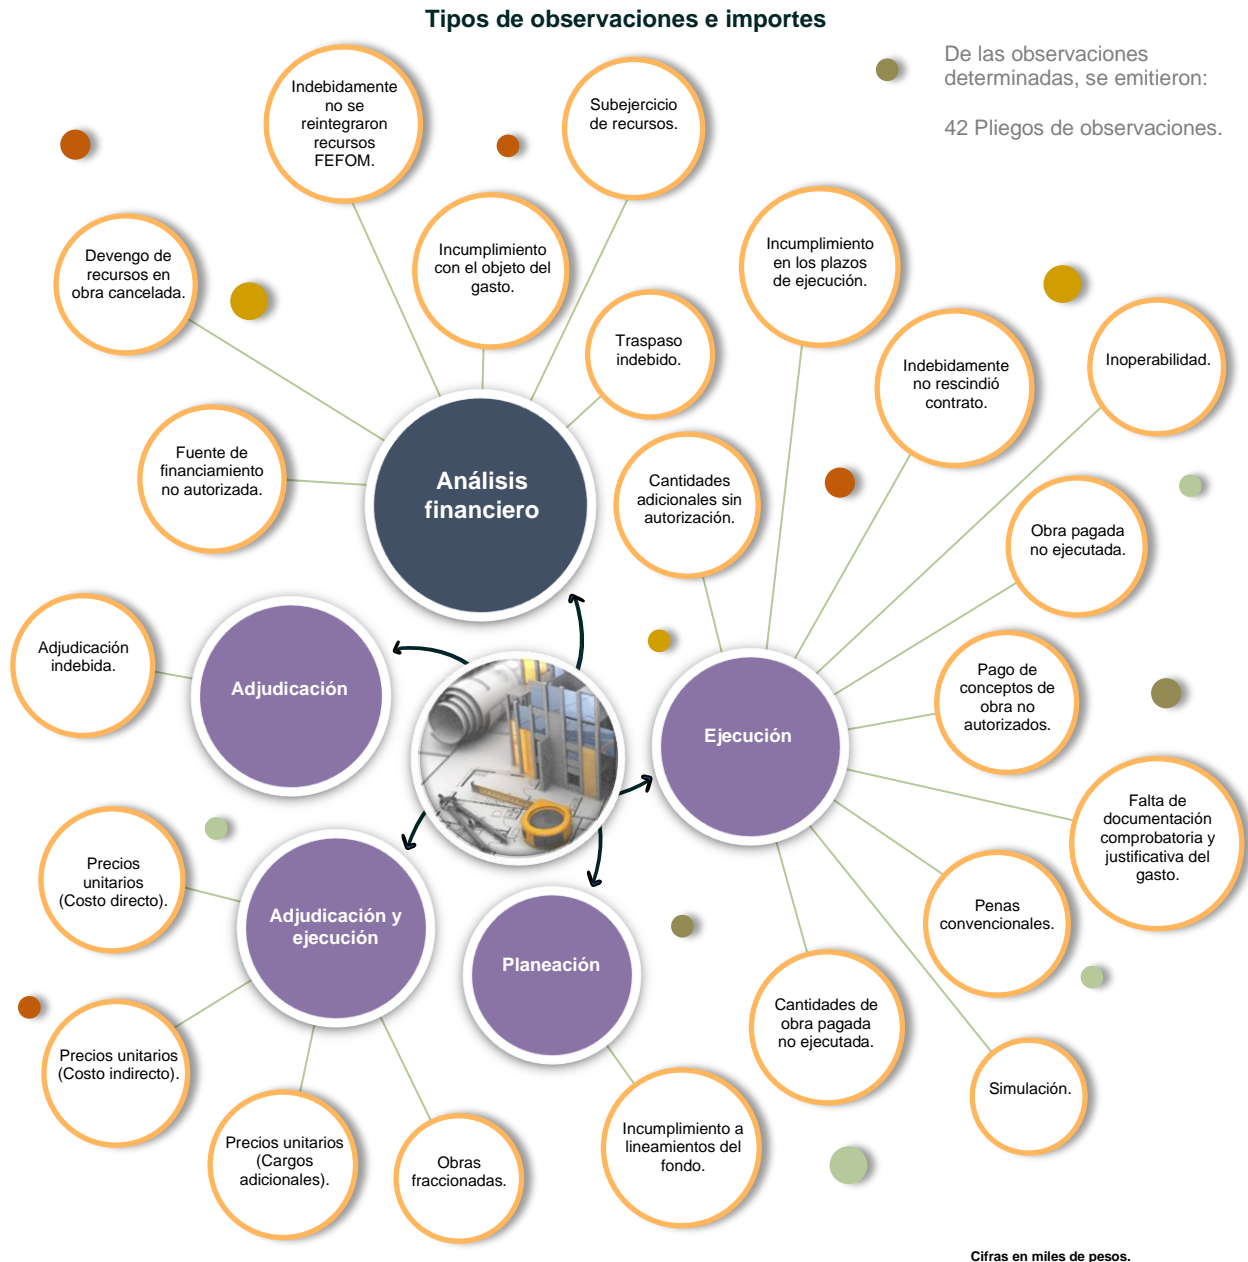 Tipos de observaciones e importes
De las observaciones
determinadas, se emitieron:
42 Pliegos de observaciones.
Indebidamente
no se
reintegraron
recursos
FEFOM.
Subejercicio
de recursos.
Devengo de
recursos en
obra cancelada.
Incumplimiento
con el objeto del
gasto.
Incumplimiento
en los plazos
de ejecución.
Traspaso
indebido.
Indebidamente
no rescindió
contrato.
Inoperabilidad.
Fuente de
financiamiento
no autorizada.
Análisis
financiero
Cantidades
adicionales sin
autorización.
Obra pagada
no ejecutada.
Adjudicación
indebida.
Adjudicación
Ejecución
Pago de
conceptos de
obra no
autorizados.
Falta de
documentación
comprobatoria y
justificativa del
gasto.
Precios
unitarios
(Costo directo).
Adjudicación y
ejecución
Planeación
Penas
convencionales.
Cantidades de
obra pagada
no ejecutada.
Precios unitarios
(Costo indirecto).
Simulación.
Precios unitarios
(Cargos
adicionales).
Obras
fraccionadas.
Incumplimiento a
lineamientos del
fondo.
Cifras en miles de pesos.